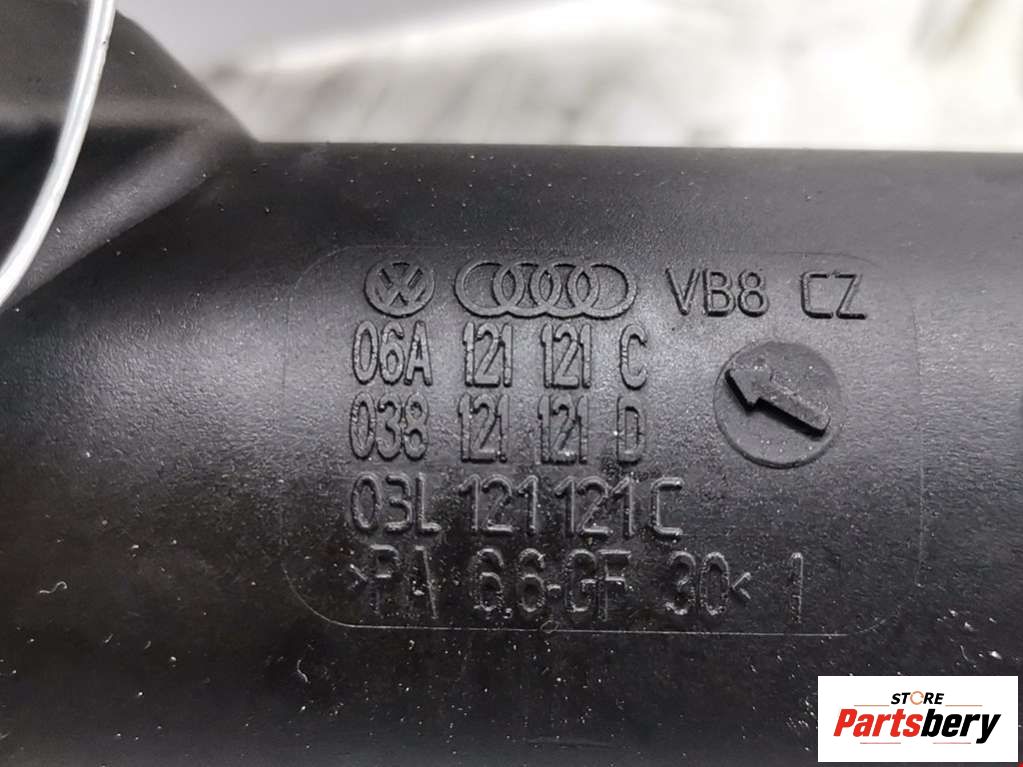 VW VB8 CZ
06A 121 121 C
038 121 121 D
03L 121 121 C
>PA 6.6-GF 30< 1
STORE
Partsbery